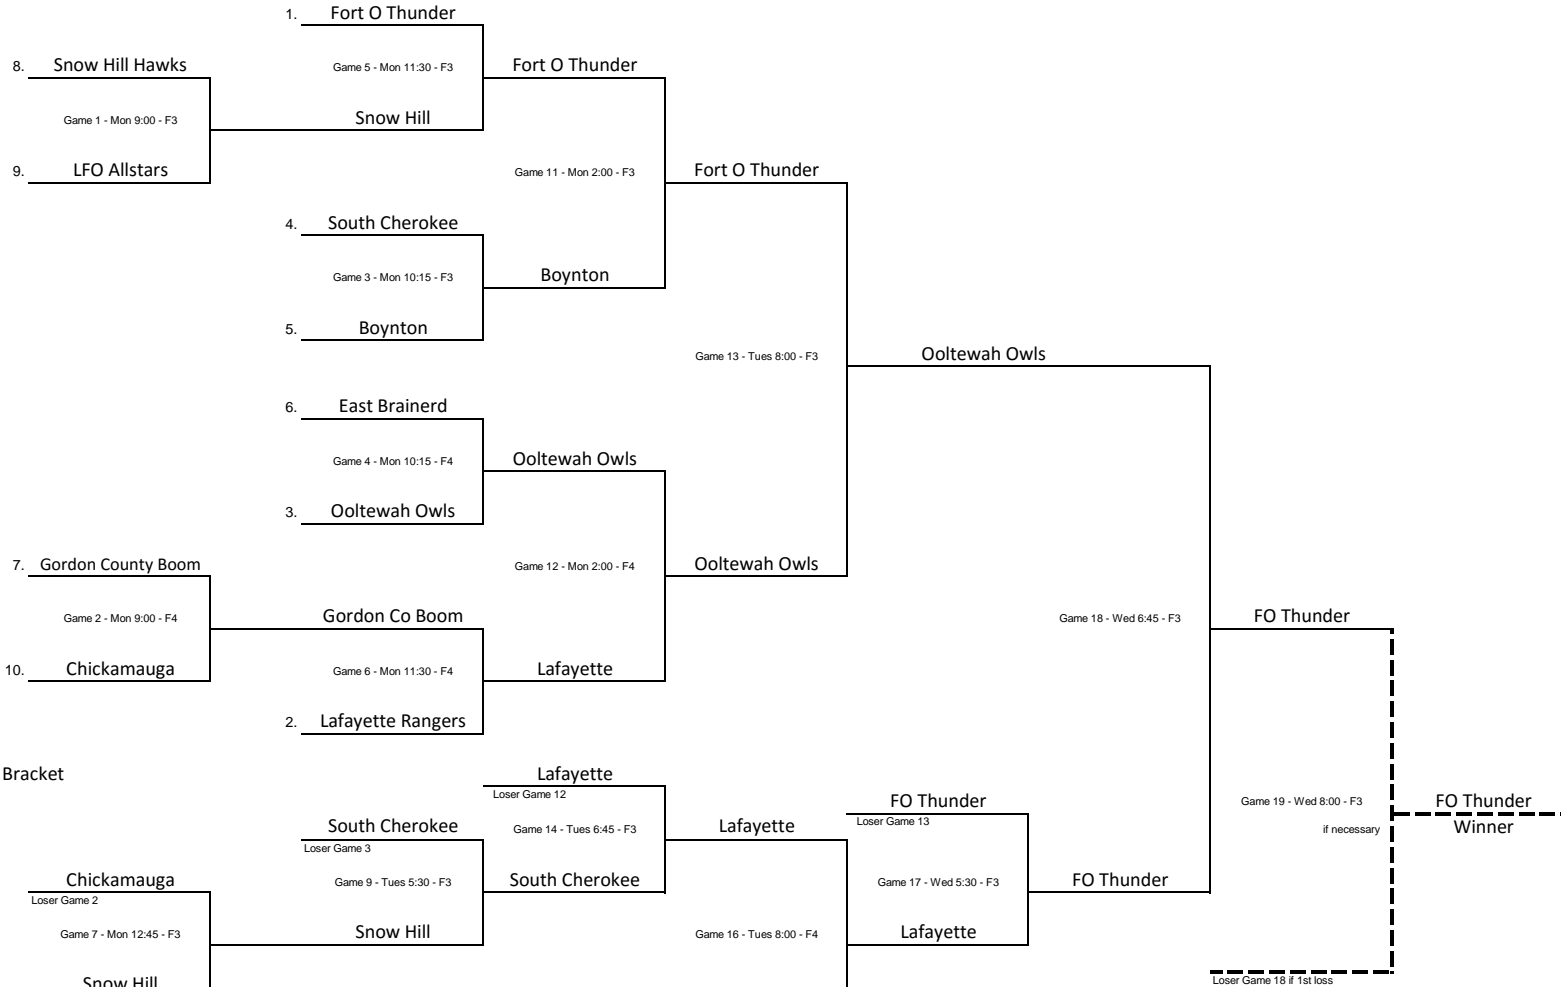 1. Fort O Thunder
8. Snow Hill Hawks
Game 5 - Mon 11:30 - F3
Fort O Thunder
Game 1 - Mon 9:00 - F3
Snow Hill
9. LFO Allstars
Game 11 - Mon 2:00 - F3
Fort O Thunder
4. South Cherokee
Game 3 - Mon 10:15 - F3
Boynton
5. Boynton
Game 13 - Tues 8:00 - F3
Ooltewah Owls
6. East Brainerd
Game 4 - Mon 10:15 - F4
Ooltewah Owls
3. Ooltewah Owls
7. Gordon County Boom
Game 12 - Mon 2:00 - F4
Ooltewah Owls
Game 2 - Mon 9:00 - F4
Gordon Co Boom
Game 18 - Wed 6:45 - F3
FO Thunder
10. Chickamauga
Game 6 - Mon 11:30 - F4
Lafayette
2. Lafayette Rangers
Bracket
Lafayette
Loser Game 12
FO Thunder
Loser Game 13
Game 19 - Wed 8:00 - F3
if necessary
FO Thunder
Winner
South Cherokee
Loser Game 3
Game 14 - Tues 6:45 - F3
Lafayette
Chickamauga
Loser Game 2
Game 9 - Tues 5:30 - F3
South Cherokee
Game 17 - Wed 5:30 - F3
FO Thunder
Game 7 - Mon 12:45 - F3
Snow Hill
Game 16 - Tues 8:00 - F4
Lafayette
Snow Hill
Loser Game 18 if 1st loss